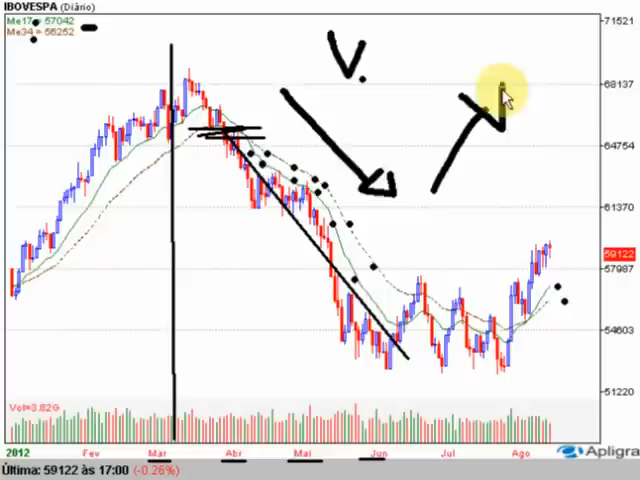 IBOVESPA (Diário)
Me17 = 57042
Me34 = 56252
V.
71521
68137
64754
61370
59122
57987
54603
51220
Vol=3.82G
2012 Fev Mar Abr Mai Jun Jul Ago
Apligra
Última: 59122 às 17:00 (-0.26%)